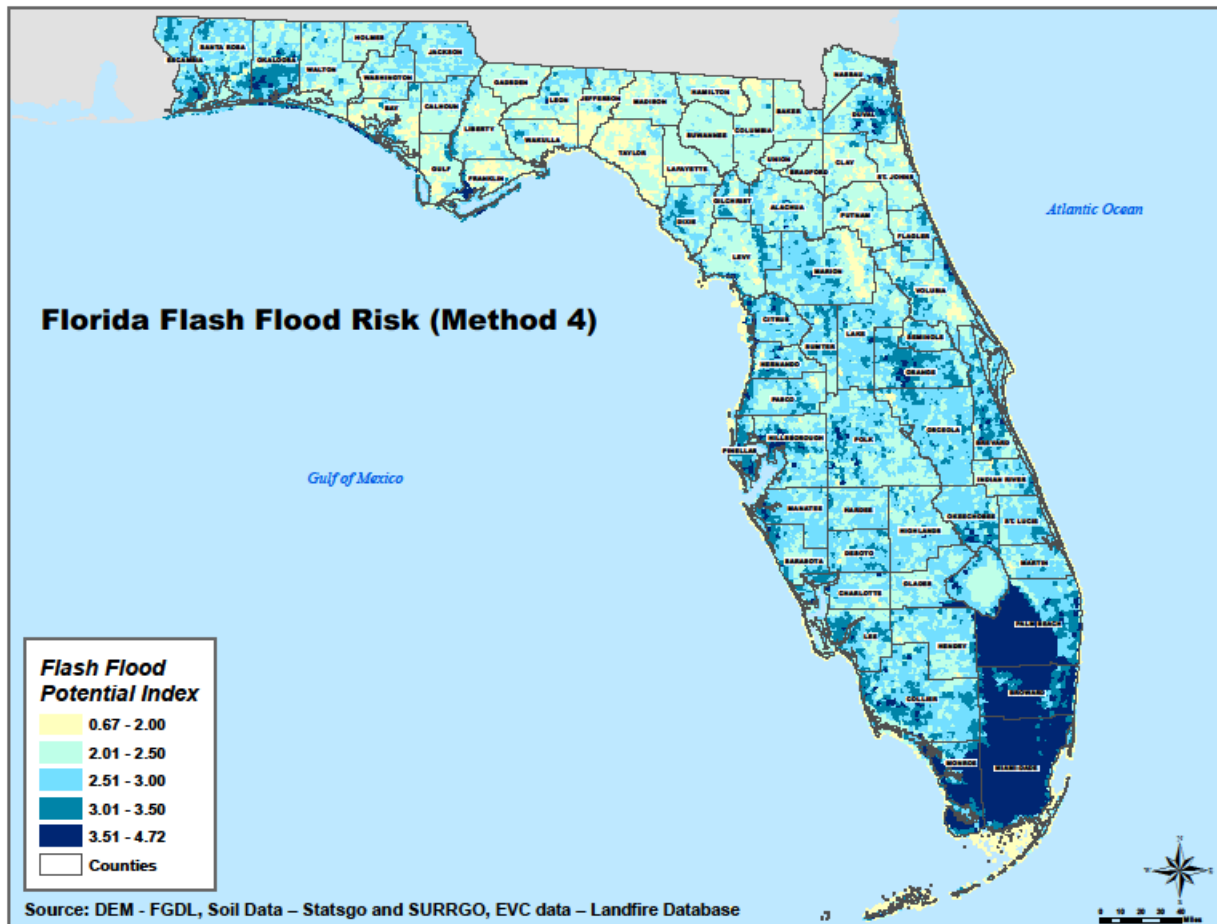 HOLMES
JACKSON
SANTA ROSA
ESCAMBIA
OKALOOSA
WALTON
WASHINGTON
GADSDEN
NASSAU
HAMILTON
LEON
JEFFERSON
MADISON
BAKER
DUVAL
BAY
CALHOUN
LIBERTY
WAKULLA
SUWANNEE
COLUMBIA
TAYLOR
UNION
CLAY
GULF
FRANKLIN
LAFAYETTE
BRADFORD
ST. JOHNS
GILCHRIST
ALACHUA
PUTNAM
DIXIE
FLAGLER
Atlantic Ocean
LEVY
MARION
VOLUSIA
Florida Flash Flood Risk (Method 4)
CITRUS
LAKE
SEMINOLE
SUMTER
HERNANDO
ORANGE
PASCO
HILLSBOROUGH
POLK
OSCEOLA
BREVARD
PINELLAS
Gulf of Mexico
INDIAN RIVER
MANATEE
HARDEE
HIGHLANDS
OKEECHOBEE
ST. LUCIE
SARASOTA
DESOTO
MARTIN
CHARLOTTE
GLADES
PALM BEACH
LEE
HENDRY
COLLIER
BROWARD
MONROE
MIAMI-DADE
Flash Flood
Potential Index
0.67 - 2.00
2.01 - 2.50
2.51 - 3.00
3.01 - 3.50
3.51 - 4.72
Counties
N
W
E
S
0 10 20 30 40
Miles
Source: DEM - FGDL, Soil Data – Statsgo and SURRGO, EVC data – Landfire Database